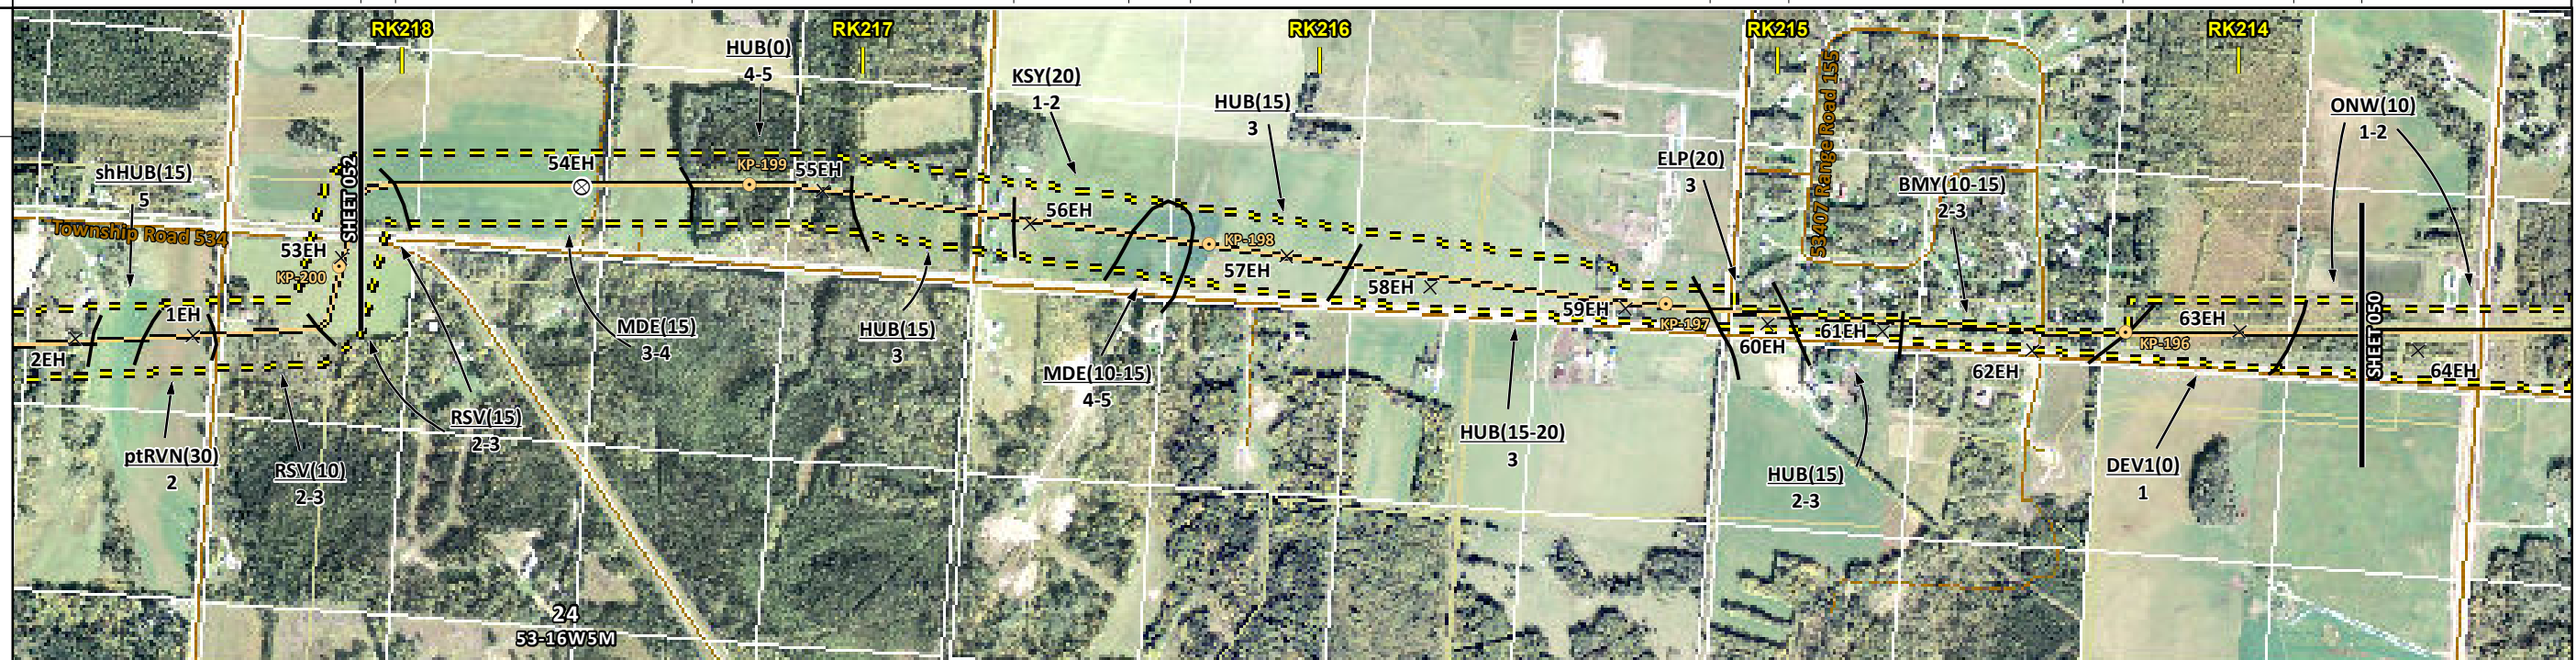 RK218
RK217
RK216
RK215
RK214
HUB(0)
4-5
KSY(20)
1-2
HUB(15)
3
ONW(10)
1-2
53407 Range Road 155
shHUB(15)
5
SHEET 052
54EH
KP-199
55EH
ELP(20)
3
BMY(10-15)
2-3
Township Road 534
53EH
KP-200
56EH
KP-198
57EH
58EH
59EH
KP-197
60EH
61EH
62EH
63EH
KP-196
SHEET 050
64EH
1EH
2EH
MDE(15)
3-4
HUB(15)
3
MDE(10-15)
4-5
RSV(15)
2-3
HUB(15-20)
3
HUB(15)
2-3
DEV1(0)
1
ptRVN(30)
2
RSV(10)
2-3
24
53-16W5M